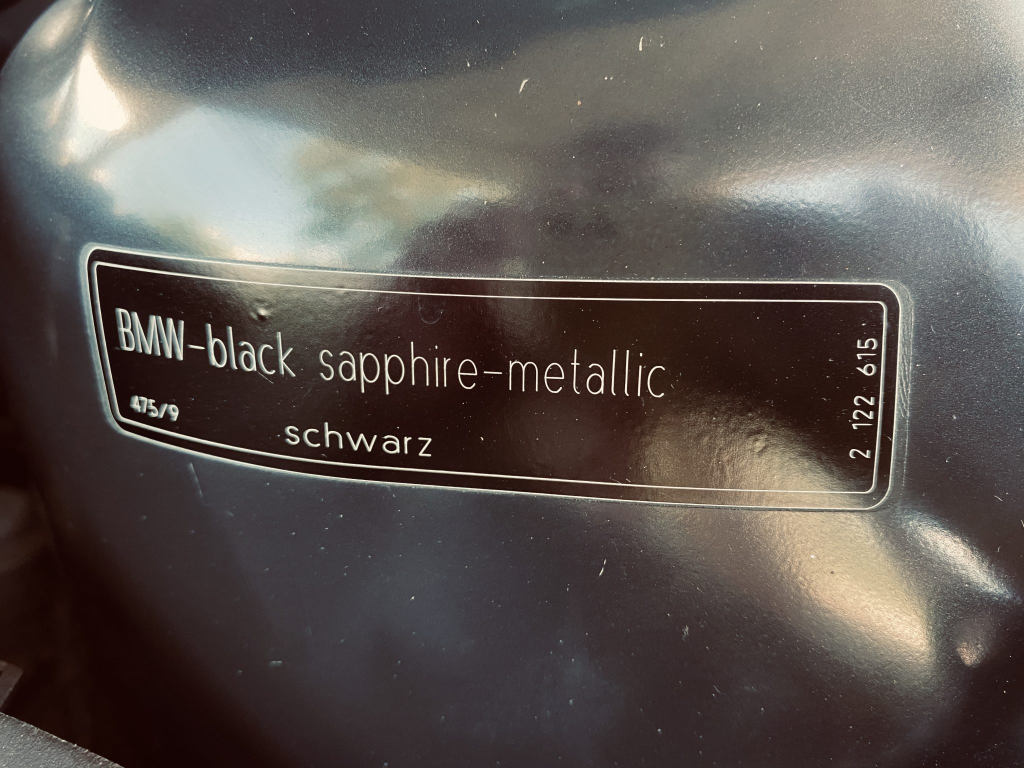 BMW-black sapphire-metallic
475/9
schwarz
2 122 615